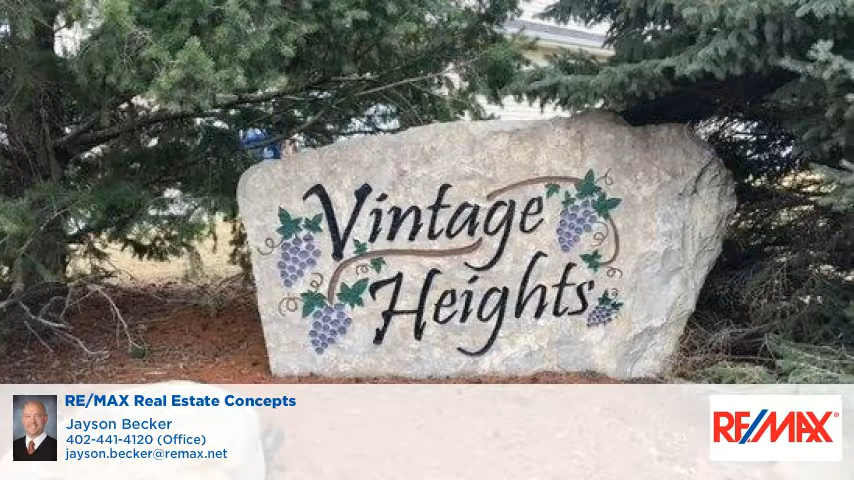 Vintage
Heights
RE/MAX Real Estate Concepts
Jayson Becker
402-441-4120 (Office)
jayson.becker@remax.net
RE/MAX®